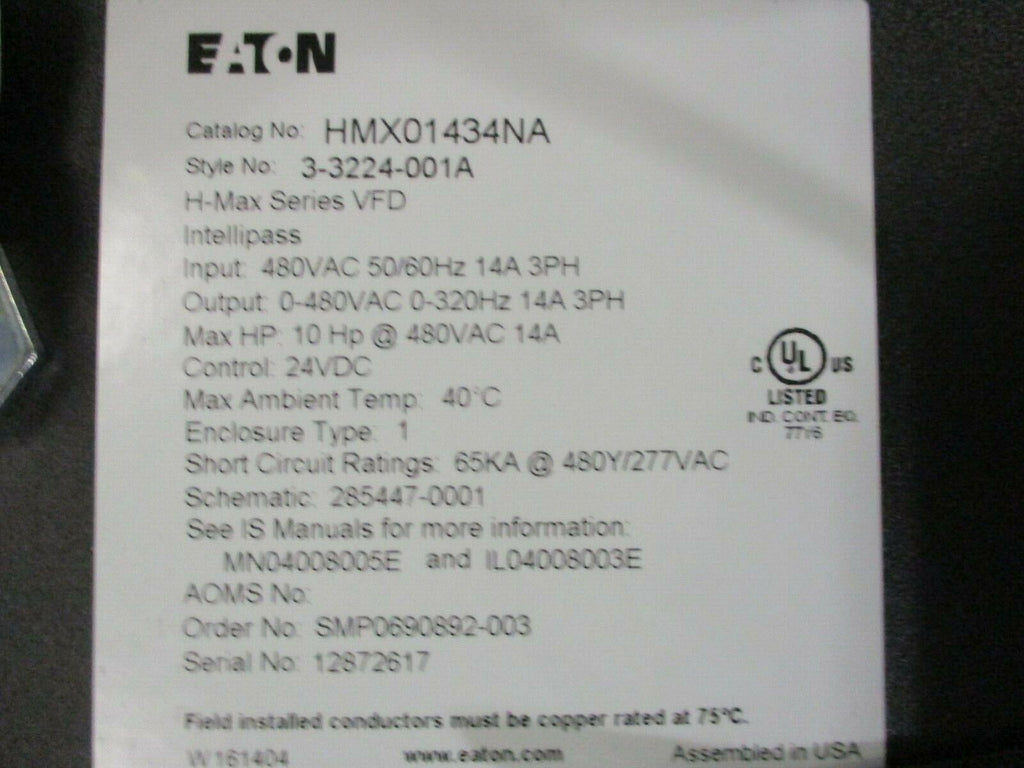 EATON
Catalog No: HMX01434NA
Style No: 3-3224-001A
H-Max Series VFD
Intellipass
Input: 480VAC 50/60Hz 14A 3PH
Output: 0-480VAC 0-320Hz 14A 3PH
Max HP: 10 Hp @ 480VAC 14A
Control: 24VDC
Max Ambient Temp: 40°C
Enclosure Type: 1
Short Circuit Ratings: 65KA @ 480Y/277VAC
Schematic: 285447-0001
See IS Manuals for more information:
MN04008005E and IL04008003E
AOMS No:
Order No: SMP0690892-003
Serial No: 12872617
C UL US
LISTED
IND. CONT. EQ.
77Y6
Field installed conductors must be copper rated at 75°C.
W161404 www.eaton.com Assembled in USA